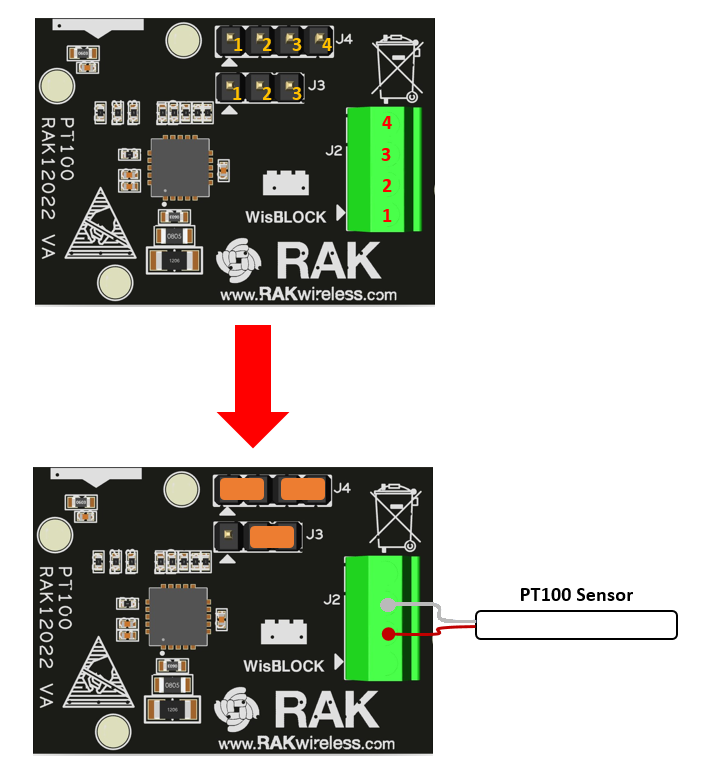 1 2 3 4 J4
1 2 3 J3
PT100
RAK12022 VA
J2
4
3
2
1
WisBLOCK
0603
0805
1206
RAK
www.RAKwireless.com
J4
J3
PT100
RAK12022 VA
J2
PT100 Sensor
WisBLOCK
0603
0805
1206
RAK
www.RAKwireless.com